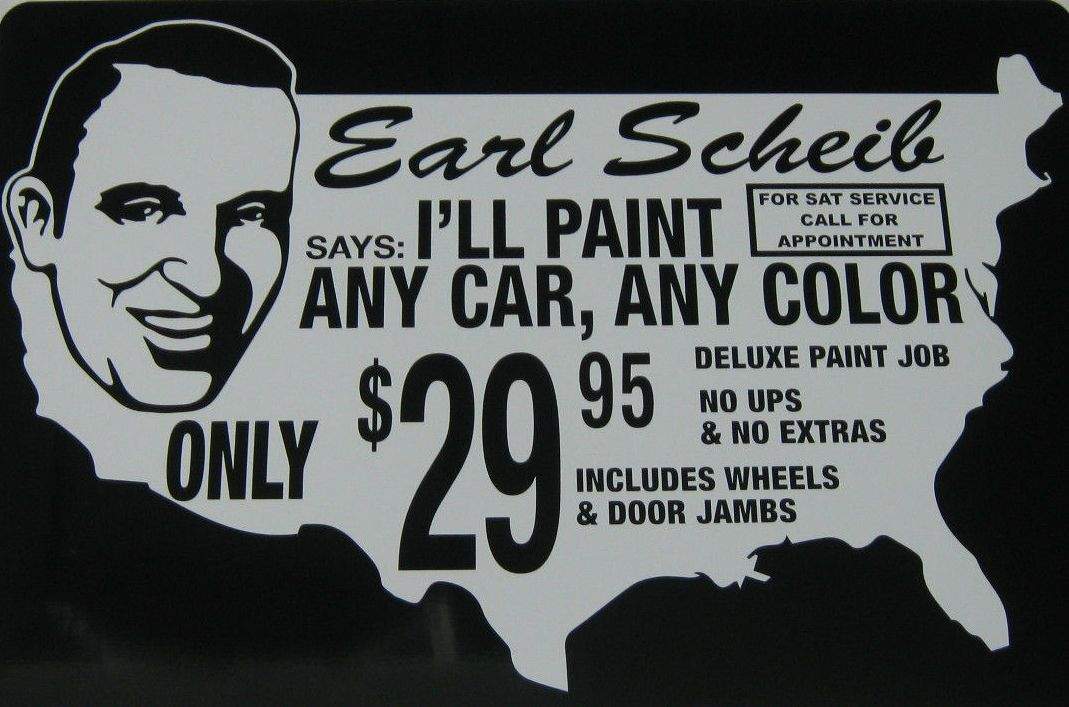 Earl Scheib
SAYS: I'LL PAINT
FOR SAT SERVICE
CALL FOR
APPOINTMENT
ANY CAR, ANY COLOR
ONLY $29 95
DELUXE PAINT JOB
NO UPS
& NO EXTRAS
INCLUDES WHEELS
& DOOR JAMBS